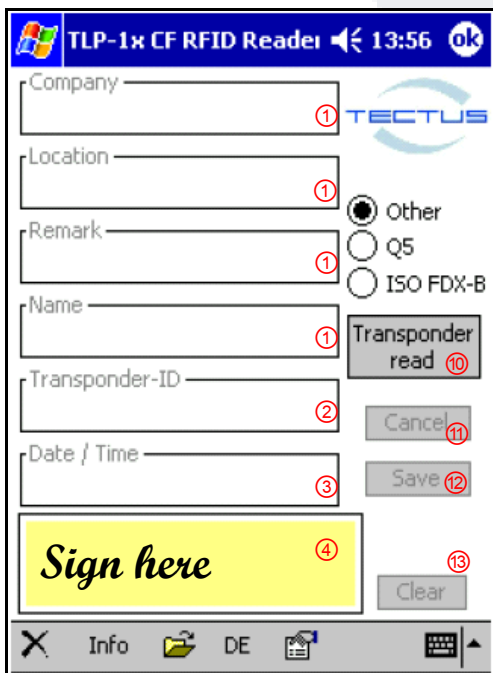 TLP-1x CF RFID Reader 13:56 ok
Company
①
TECTUS
Location
①
Other
Remark
①
Q5
ISO FDX-B
Name
①
Transponder
read ⑩
Transponder-ID
②
Cancel ⑪
Date / Time
③
Save ⑫
Sign here ④
⑬
Clear
Info DE